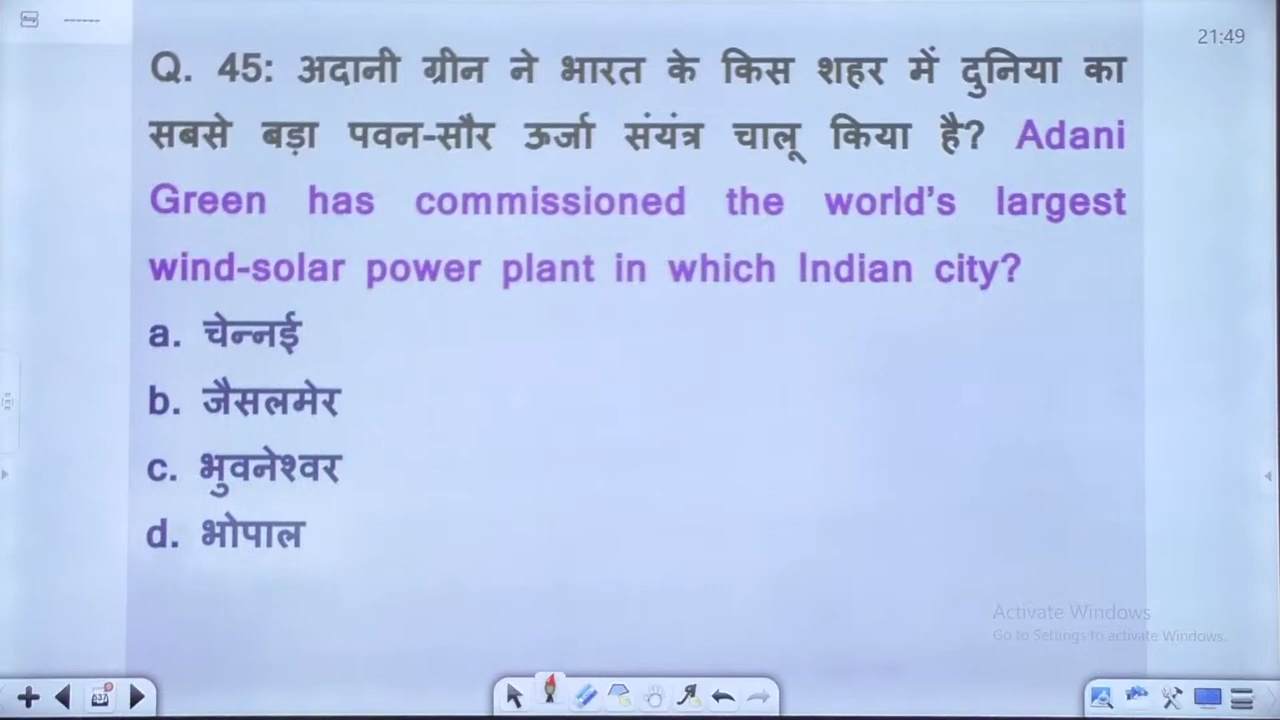 21:49
Q. 45: अदानी ग्रीन ने भारत के किस शहर में दुनिया का
सबसे बड़ा पवन-सौर ऊर्जा संयंत्र चालू किया है? Adani
Green has commissioned the world's largest
wind-solar power plant in which Indian city?
a. चेन्नई
b. जैसलमेर
c. भुवनेश्वर
d. भोपाल
Activate Windows
Go to Settings to activate Windows.